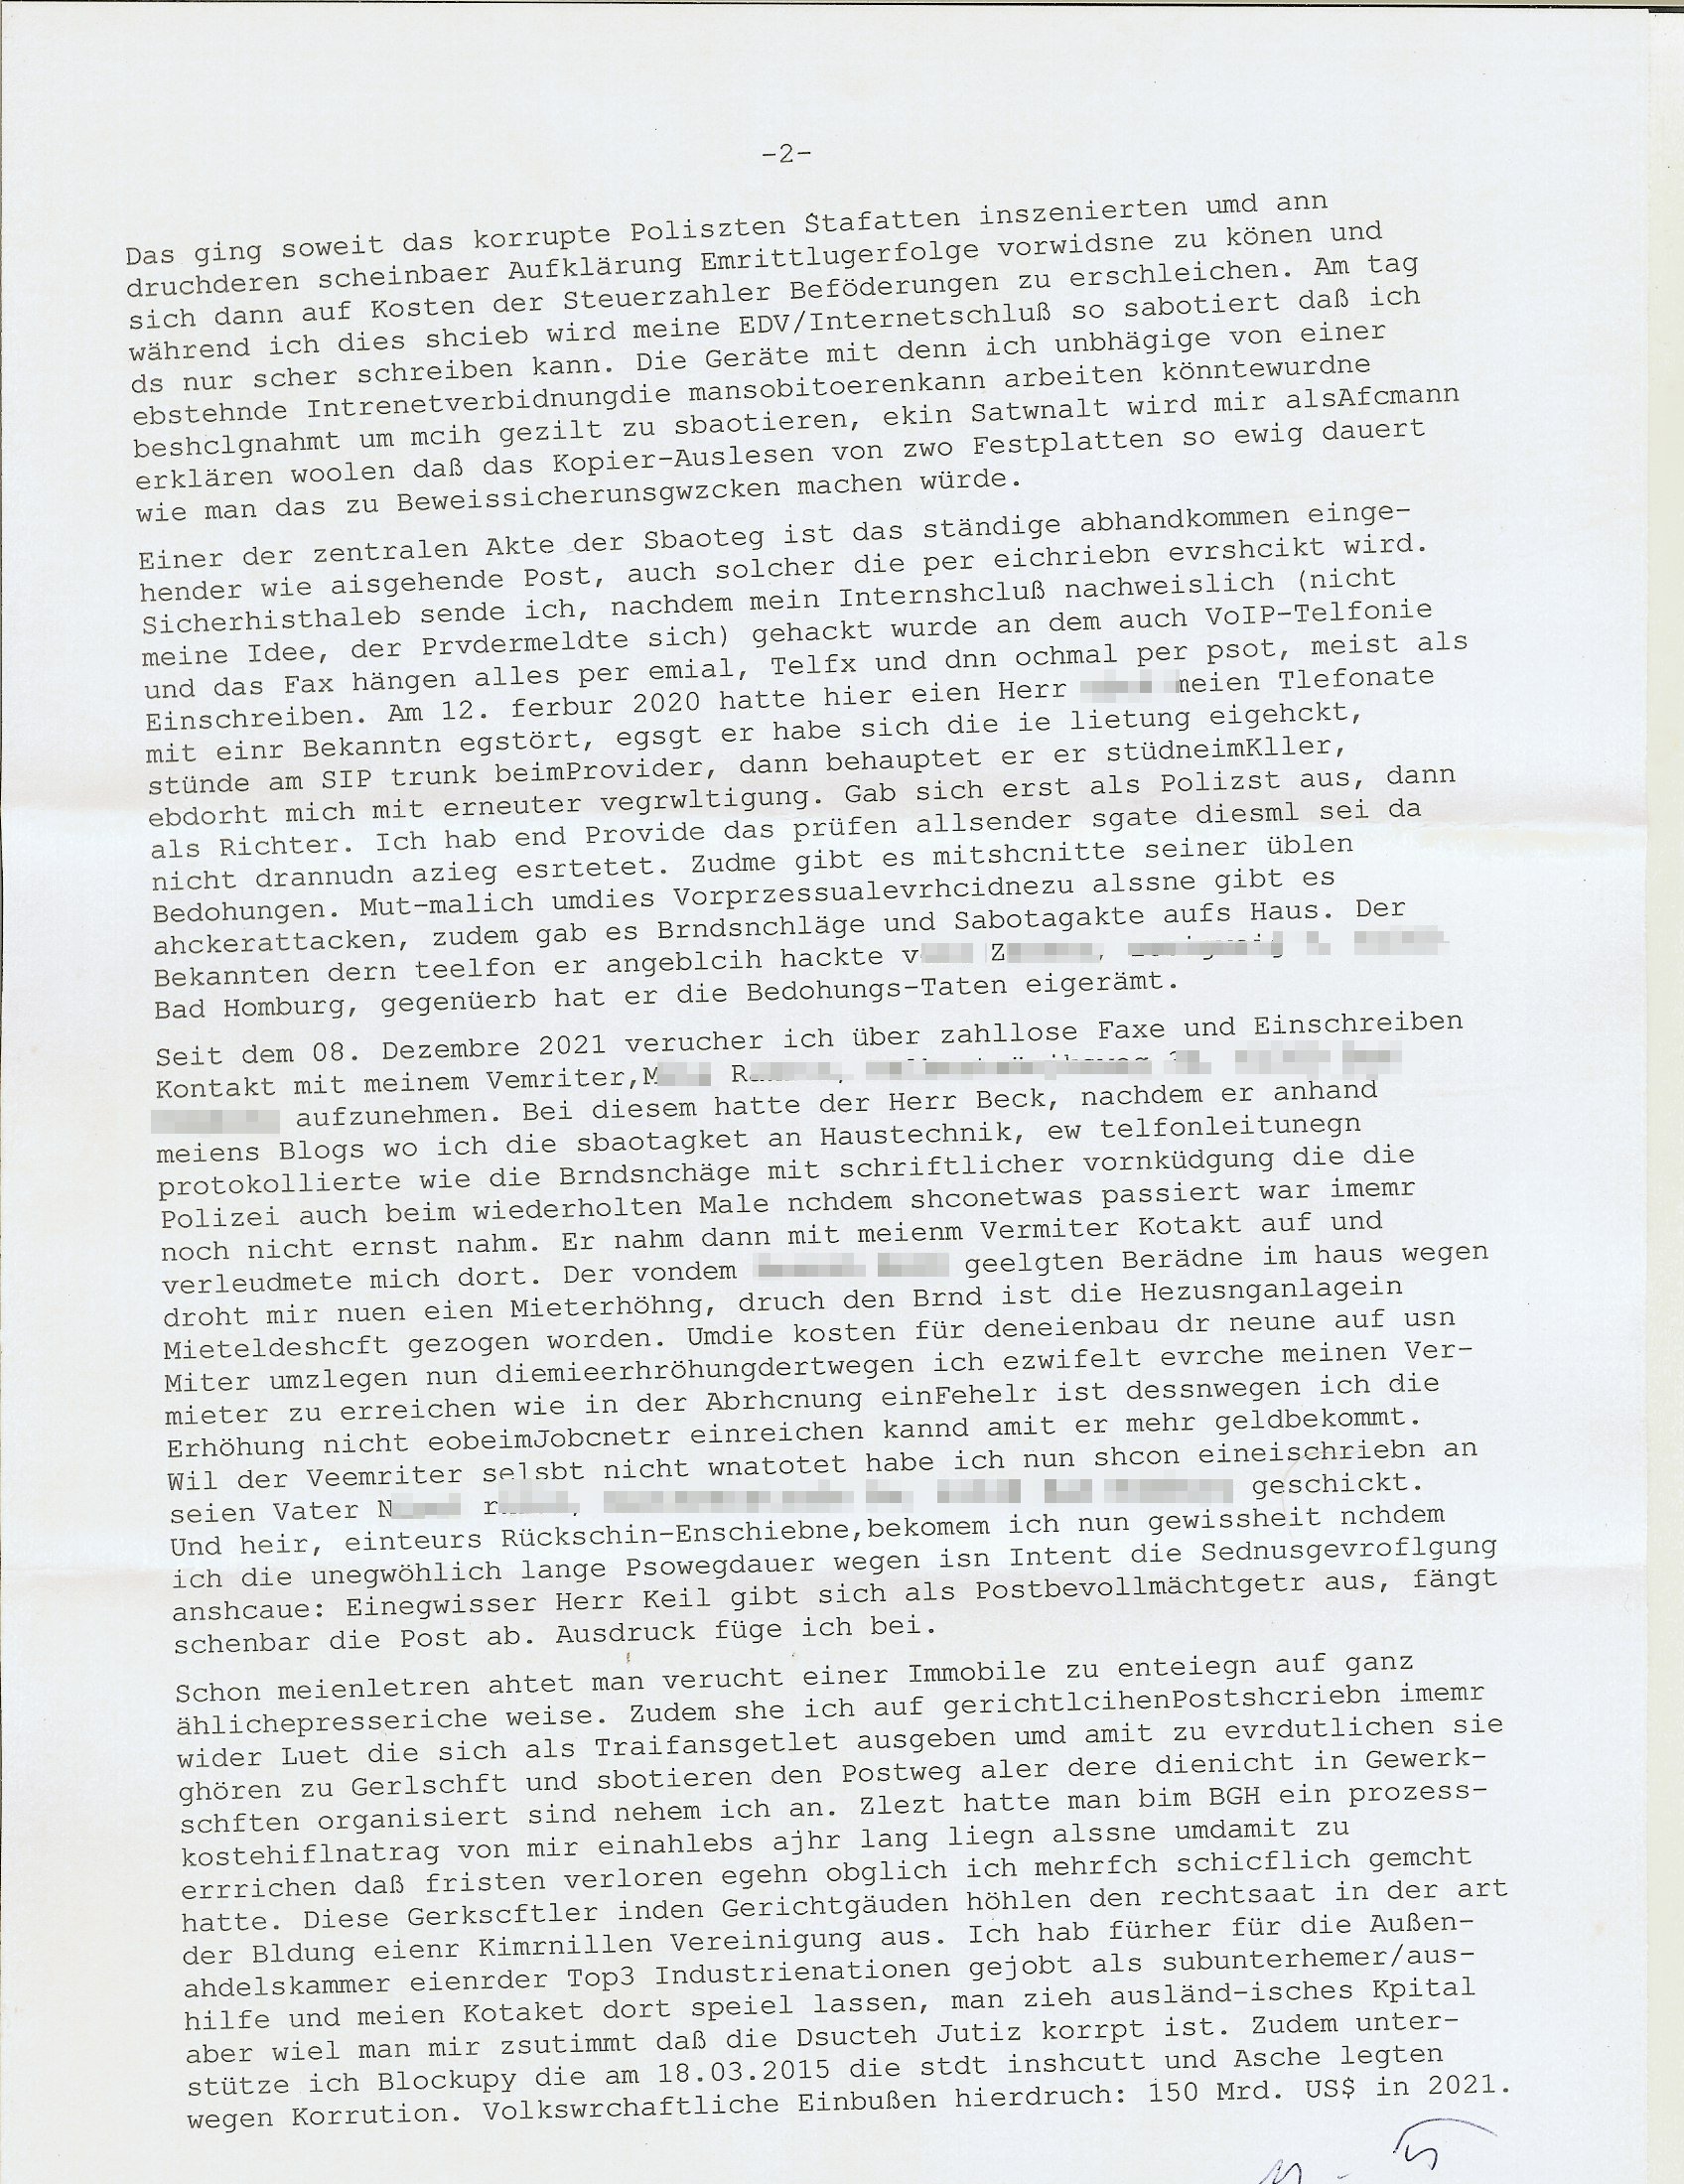 -2-
Das ging soweit das korrupte Poliszten Stafatten inszenierten umd ann
druchderen scheinbaer Aufklärung Emrittlugerfolge vorwidsne zu könen und
sich dann auf Kosten der Steuerzahler Beföderungen zu erschleichen. Am tag
während ich dies shcieb wird meine EDV/Internetschluß so sabotiert daß ich
ds nur scher schreiben kann. Die Geräte mit denn ich unbhägige von einer
ebstehnde Intrenetverbidnungdie mansobitoerenkann arbeiten könntewurdne
beshclgnahmt um mcih gezilt zu sbaotieren, ekin Satwnalt wird mir alsAfcmann
erklären woolen daß das Kopier-Auslesen von zwo Festplatten so ewig dauert
wie man das zu Beweissicherunsgwzcken machen würde.
Einer der zentralen Akte der Sbaoteg ist das ständige abhandkommen einge-
hender wie aisgehende Post, auch solcher die per eichriebn evrshcikt wird.
Sicherhisthaleb sende ich, nachdem mein Internshcluß nachweislich (nicht
meine Idee, der Prvdermeldte sich) gehackt wurde an dem auch VoIP-Telfonie
und das Fax hängen alles per emial, Telfx und dnn ochmal per psot, meist als
Einschreiben. Am 12. ferbur 2020 hatte hier eien Herr meien Tlefonate
mit einr Bekanntn egstört, egsgt er habe sich die ie lietung eigehckt,
stünde am SIP trunk beimProvider, dann behauptet er er stüdneimKller,
ebdorht mich mit erneuter vegrwltigung. Gab sich erst als Polizst aus, dann
als Richter. Ich hab end Provide das prüfen allsender sgate diesml sei da
nicht drannudn azieg esrtetet. Zudme gibt es mitshcnitte seiner üblen
Bedohungen. Mut-malich umdies Vorprzessualevrhcidnezu alssne gibt es
ahckerattacken, zudem gab es Brndsnchläge und Sabotagakte aufs Haus. Der
Bekannten dern teelfon er angeblcih hackte v Z
Bad Homburg, gegenüerb hat er die Bedohungs-Taten eigerämt.
Seit dem 08. Dezembre 2021 verucher ich über zahllose Faxe und Einschreiben
Kontakt mit meinem Vemriter,M R
aufzunehmen. Bei diesem hatte der Herr Beck, nachdem er anhand
meiens Blogs wo ich die sbaotagket an Haustechnik, ew telfonleitunegn
protokollierte wie die Brndsnchäge mit schriftlicher vornküdgung die die
Polizei auch beim wiederholten Male nchdem shconetwas passiert war imemr
noch nicht ernst nahm. Er nahm dann mit meienm Vermiter Kotakt auf und
verleudmete mich dort. Der vondem geelgten Berädne im haus wegen
droht mir nuen eien Mieterhöhng, druch den Brnd ist die Hezusnganlagein
Mieteldeshcft gezogen worden. Umdie kosten für deneienbau dr neune auf usn
Miter umzlegen nun diemieerhröhungdertwegen ich ezwifelt evrche meinen Ver-
mieter zu erreichen wie in der Abrhcnung einFehelr ist dessnwegen ich die
Erhöhung nicht eobeimJobcnetr einreichen kannd amit er mehr geldbekommt.
Wil der Veemriter selsbt nicht wnatotet habe ich nun shcon eineischriebn an
seien Vater N r geschickt.
Und heir, einteurs Rückschin-Enschiebne,bekomem ich nun gewissheit nchdem
ich die unegwöhlich lange Psowegdauer wegen isn Intent die Sednusgevroflgung
anshcaue: Einegwisser Herr Keil gibt sich als Postbevollmächtgetr aus, fängt
schenbar die Post ab. Ausdruck füge ich bei.
Schon meienletren ahtet man verucht einer Immobile zu enteiegn auf ganz
ählichepresseriche weise. Zudem she ich auf gerichtlcihenPostshcriebn imemr
wider Luet die sich als Traifansgetlet ausgeben umd amit zu evrdutlichen sie
ghören zu Gerlschft und sbotieren den Postweg aler dere dienicht in Gewerk-
schften organisiert sind nehem ich an. Zlezt hatte man bim BGH ein prozess-
kostehiflnatrag von mir einahlebs ajhr lang liegn alssne umdamit zu
errrichen daß fristen verloren egehn obglich ich mehrfch schicflich gemcht
hatte. Diese Gerkscftler inden Gerichtgäuden höhlen den rechtsaat in der art
der Bldung eienr Kimrnillen Vereinigung aus. Ich hab fürher für die Außen-
ahdelskammer eienrder Top3 Industrienationen gejobt als subunterhemer/aus-
hilfe und meien Kotaket dort speiel lassen, man zieh ausländ-isches Kpital
aber wiel man mir zsutimmt daß die Dsucteh Jutiz korrpt ist. Zudem unter-
stütze ich Blockupy die am 18.03.2015 die stdt inshcutt und Asche legten
wegen Korrution. Volkswrchaftliche Einbußen hierdruch: 150 Mrd. US$ in 2021.